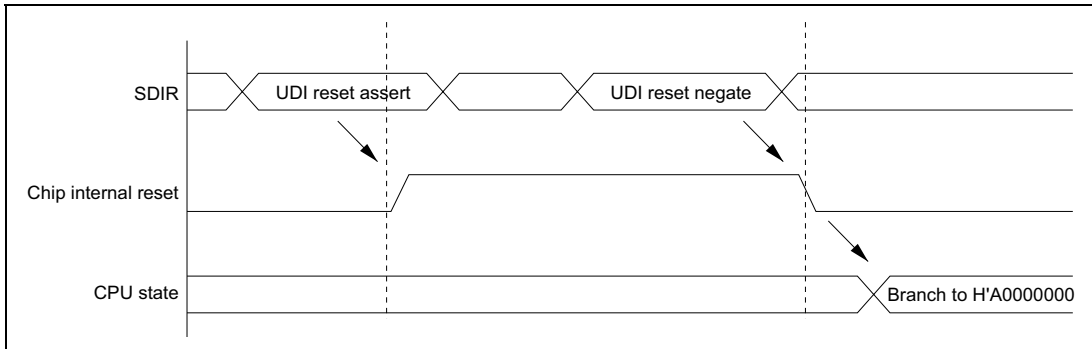 SDIR
UDI reset assert
UDI reset negate
Chip internal reset
CPU state
Branch to H'A0000000